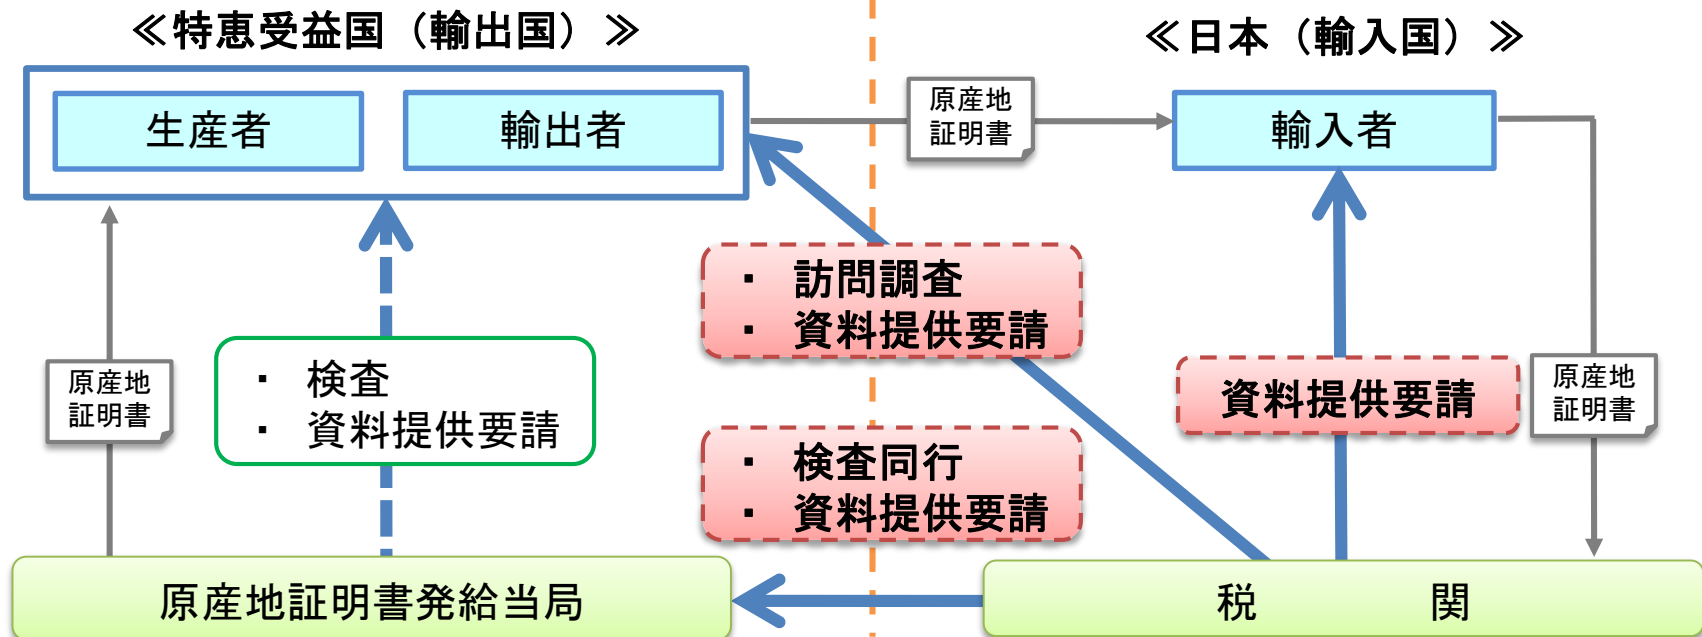 ≪特恵受益国（輸出国）≫
≪日本（輸入国）≫
生産者
輸出者
原産地
証明書
輸入者
・ 訪問調査
・ 資料提供要請
・ 検査
・ 資料提供要請
原産地
証明書
資料提供要請
原産地
証明書
・ 検査同行
・ 資料提供要請
原産地証明書発給当局
税 関